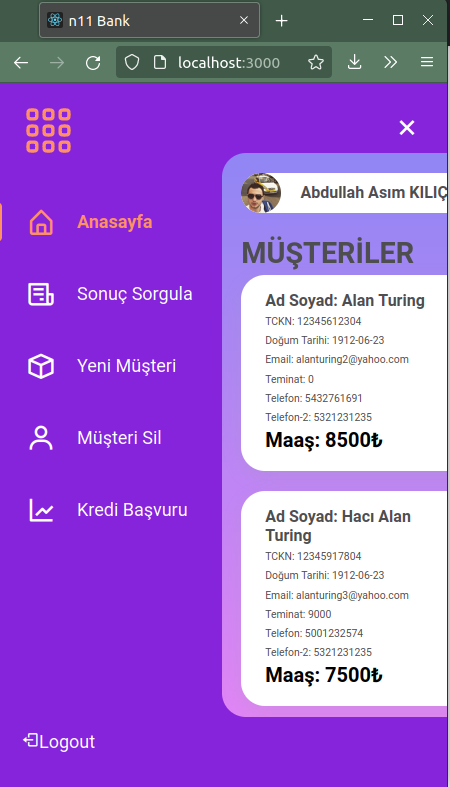 n11 Bank
localhost:3000
Anasayfa
Sonuç Sorgula
Yeni Müşteri
Müşteri Sil
Kredi Başvuru
Logout
Abdullah Asım KILIÇ
MÜŞTERİLER
Ad Soyad: Alan Turing
TCKN: 12345612304
Doğum Tarihi: 1912-06-23
Email: alanturing2@yahoo.com
Teminat: 0
Telefon: 5432761691
Telefon-2: 5321231235
Maaş: 8500₺
Ad Soyad: Hacı Alan
Turing
TCKN: 12345917804
Doğum Tarihi: 1912-06-23
Email: alanturing3@yahoo.com
Teminat: 9000
Telefon: 5001232574
Telefon-2: 5321231235
Maaş: 7500₺